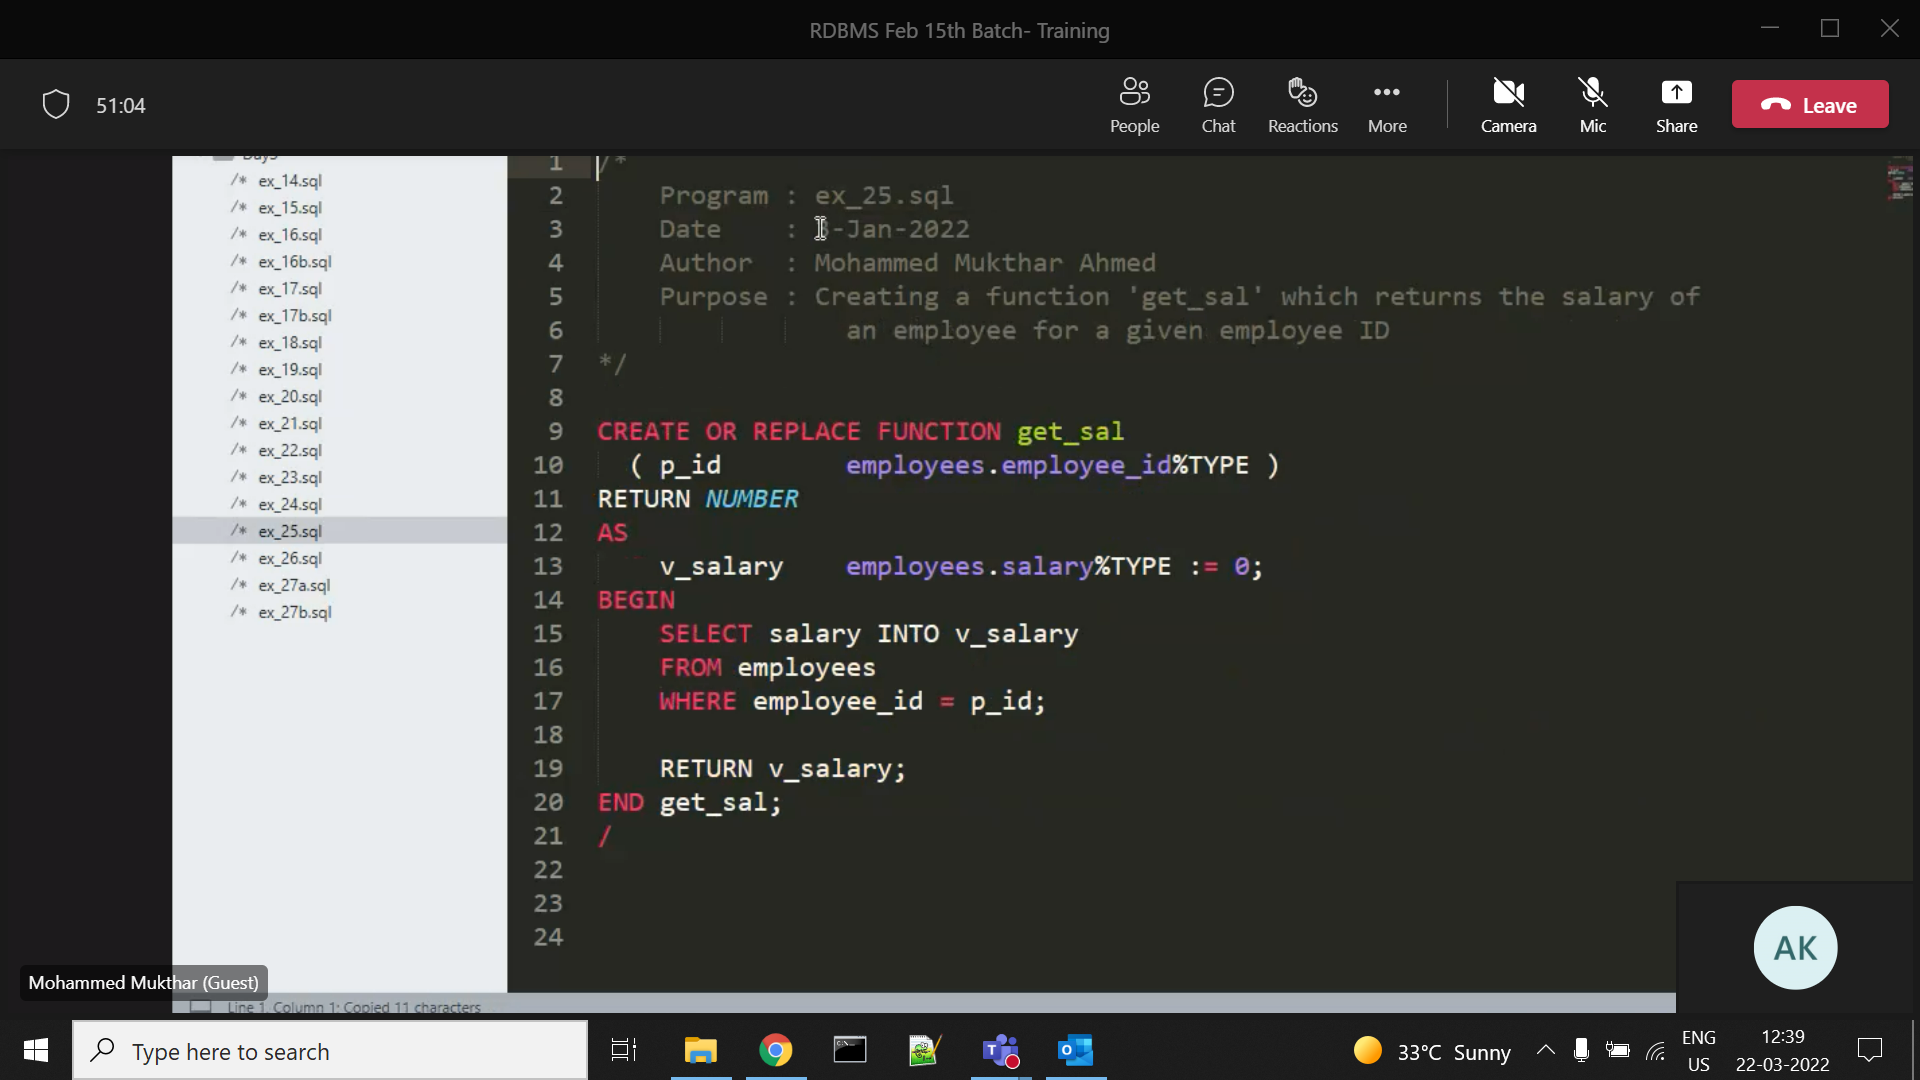 RDBMS Feb 15th Batch- Training
51:04
People
Chat
Reactions
More
Camera
Mic
Share
Leave
/* ex_14.sql
/* ex_15.sql
/* ex_16.sql
/* ex_16b.sql
/* ex_17.sql
/* ex_17b.sql
/* ex_18.sql
/* ex_19.sql
/* ex_20.sql
/* ex_21.sql
/* ex_22.sql
/* ex_23.sql
/* ex_24.sql
/* ex_25.sql
/* ex_26.sql
/* ex_27a.sql
/* ex_27b.sql
1 /*
2 Program : ex_25.sql
3 Date : -Jan-2022
4 Author : Mohammed Mukthar Ahmed
5 Purpose : Creating a function 'get_sal' which returns the salary of
6 an employee for a given employee ID
7 */
8
9 CREATE OR REPLACE FUNCTION get_sal
10 ( p_id employees.employee_id%TYPE )
11 RETURN NUMBER
12 AS
13 v_salary employees.salary%TYPE := 0;
14 BEGIN
15 SELECT salary INTO v_salary
16 FROM employees
17 WHERE employee_id = p_id;
18
19 RETURN v_salary;
20 END get_sal;
21 /
22
23
24
AK
Mohammed Mukthar (Guest)
Line 1, Column 1: Copied 11 characters
Type here to search
33°C Sunny
ENG
US
12:39
22-03-2022